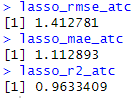 > lasso_rmse_atc
[1] 1.412781
> lasso_mae_atc
[1] 1.112893
> lasso_r2_atc
[1] 0.9633409